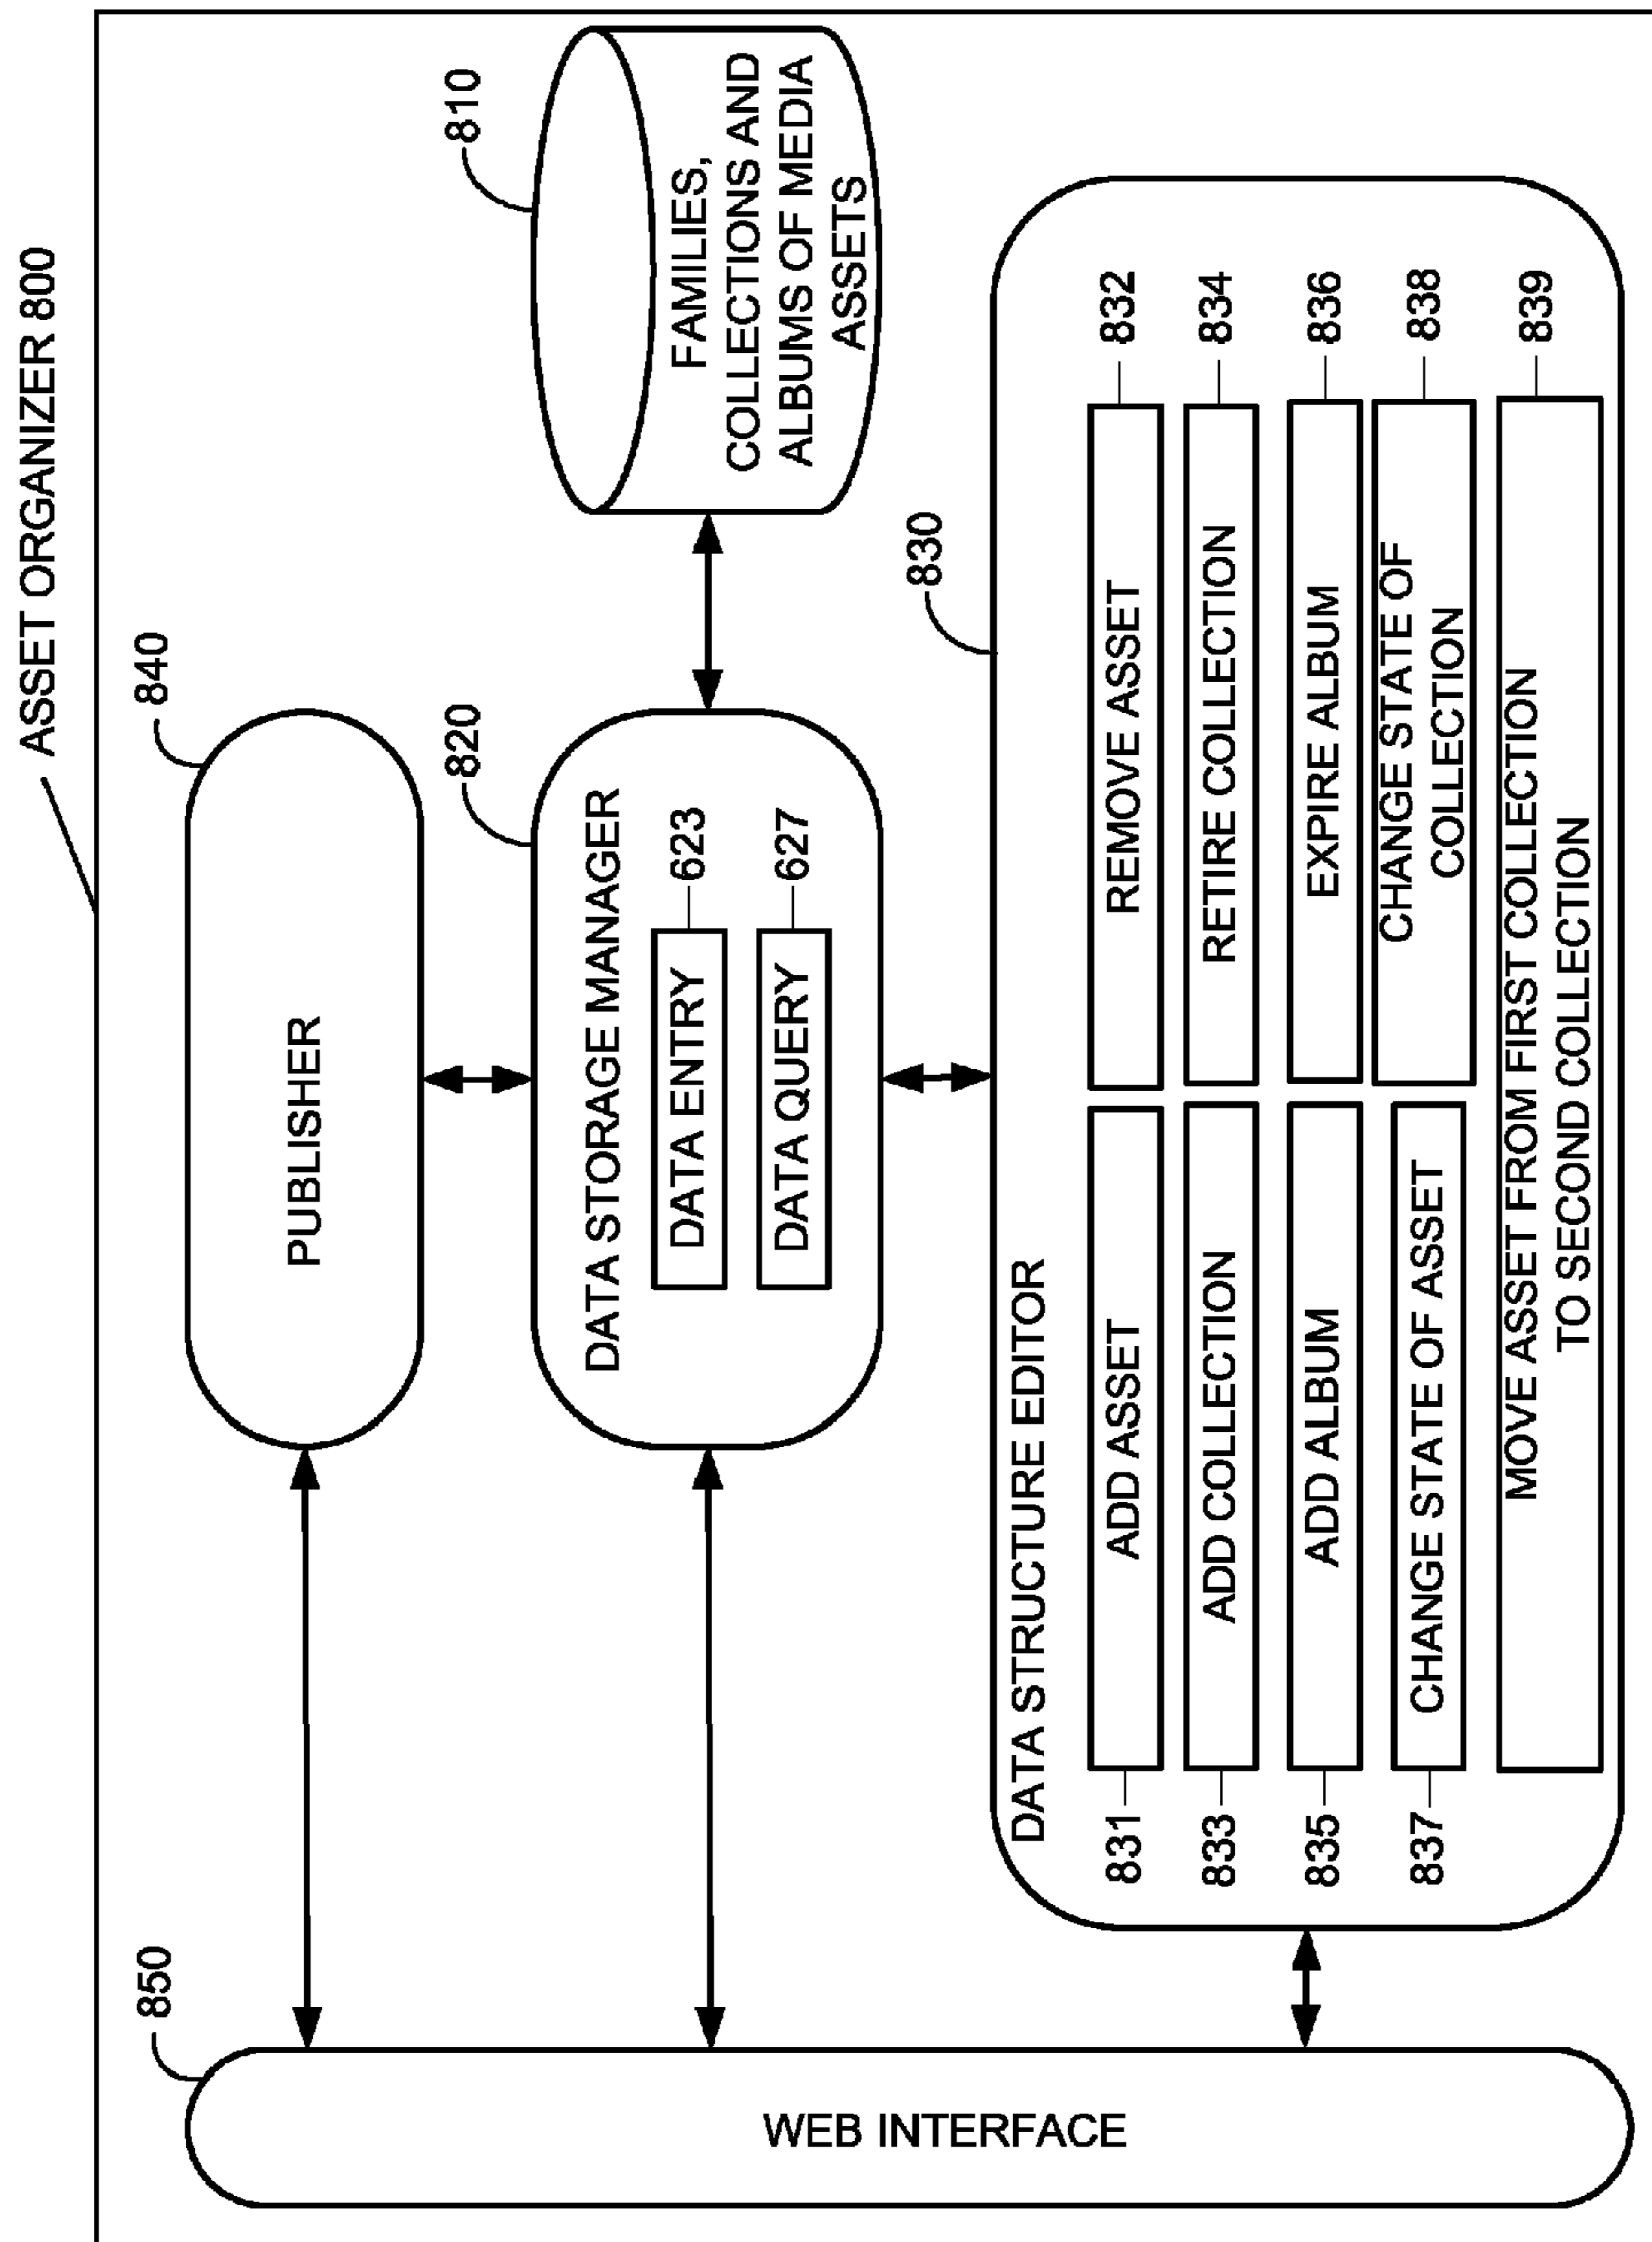 ASSET ORGANIZER 800
850
WEB INTERFACE
840
PUBLISHER
820
DATA STORAGE MANAGER
DATA ENTRY
623
DATA QUERY
627
810
FAMILIES,
COLLECTIONS AND
ALBUMS OF MEDIA
ASSETS
830
DATA STRUCTURE EDITOR
831
ADD ASSET
REMOVE ASSET
832
833
ADD COLLECTION
RETIRE COLLECTION
834
835
ADD ALBUM
EXPIRE ALBUM
836
837
CHANGE STATE OF ASSET
CHANGE STATE OF
COLLECTION
838
MOVE ASSET FROM FIRST COLLECTION
TO SECOND COLLECTION
839